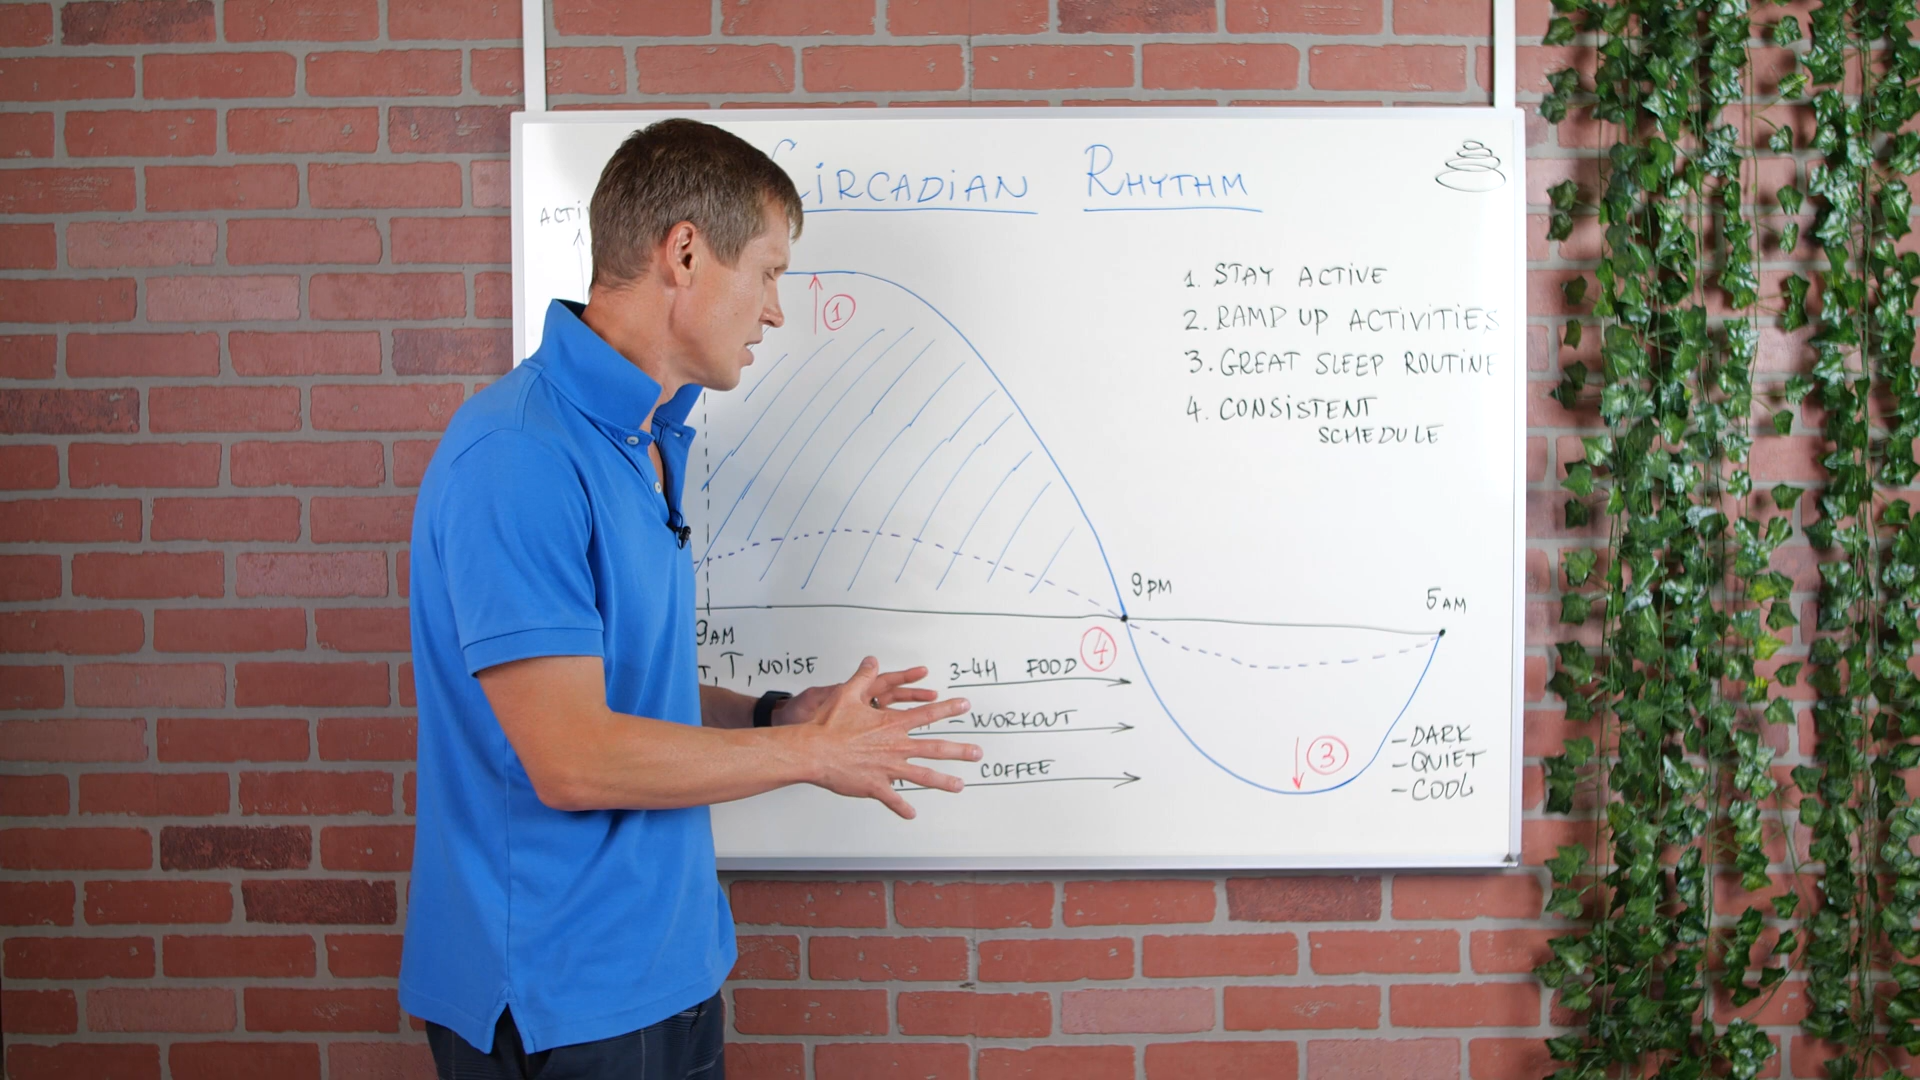 CIRCADIAN RHYTHM
1
1. STAY ACTIVE
2. RAMP UP ACTIVITIES
3. GREAT SLEEP ROUTINE
4. CONSISTENT
SCHEDULE
9PM
5AM
9AM
T, NOISE
3-4H FOOD
4
- WORKOUT
COFFEE
3
- DARK
- QUIET
- COOL